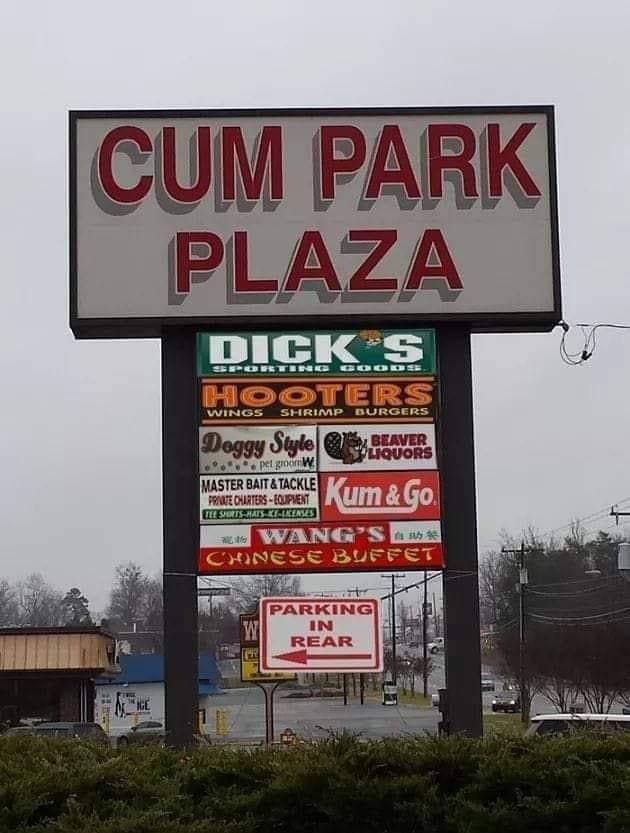 CUM PARK
PLAZA
DICK'S
SPORTING GOODS
HOOTERS
WINGS SHRIMP BURGERS
Doggy Style
pet groom
BEAVER
LIQUORS
MASTER BAIT & TACKLE
PRIVATE CHARTERS - EQUIPMENT
TEE SHIRTS-HATS-ICE-LICENSES
Kum & Go
WANG'S 自助餐
CHINESE BUFFET
PARKING
IN
REAR
W
ICE